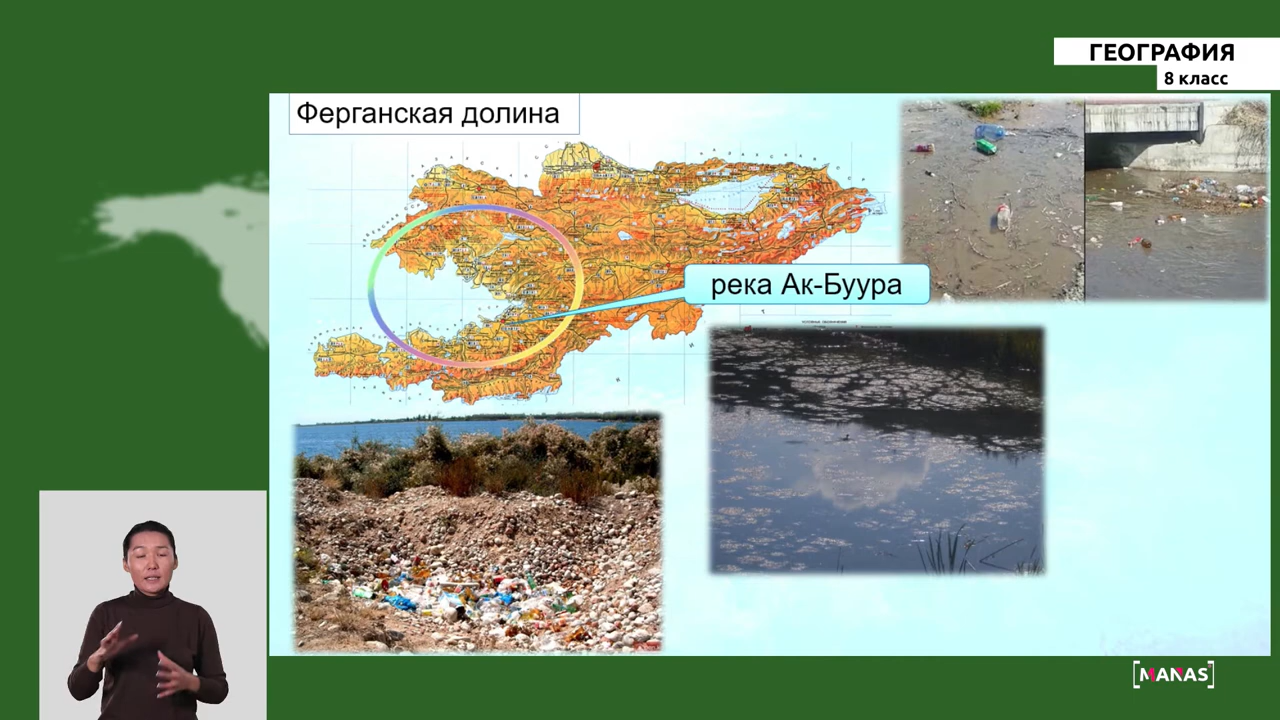 ГЕОГРАФИЯ
8 класс
Ферганская долина
река Ак-Буура
[MANAS]